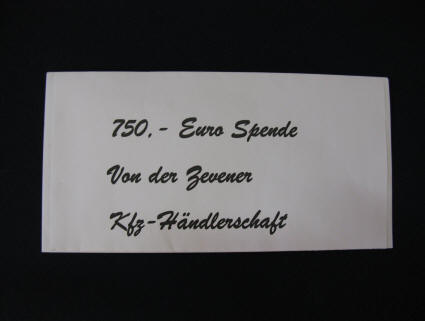 750,- Euro Spende
Von der Zevener
Kfz-Händlerschaft